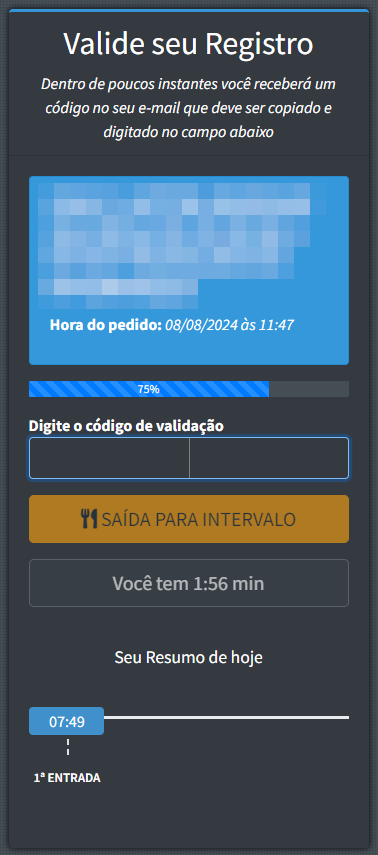 Valide seu Registro
Dentro de poucos instantes você receberá um
código no seu e-mail que deve ser copiado e
digitado no campo abaixo
Hora do pedido: 08/08/2024 às 11:47
75%
Digite o código de validação
SAÍDA PARA INTERVALO
Você tem 1:56 min
Seu Resumo de hoje
07:49
1ª ENTRADA